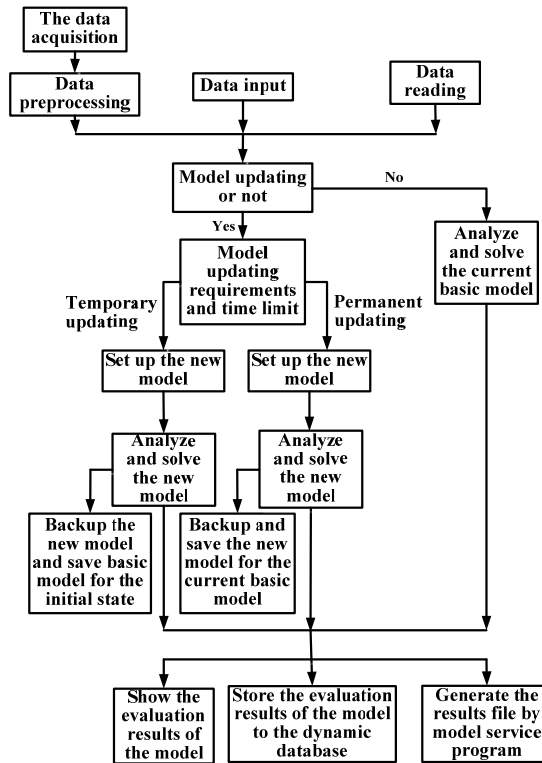 The data
acquisition
Data
preprocessing
Data input
Data
reading
Model updating
or not
No
Yes
Analyze
and solve
the current
basic model
Model
updating
requirements
and time limit
Temporary
updating
Permanent
updating
Set up the new
model
Set up the new
model
Analyze
and solve
the new
model
Analyze
and solve
the new
model
Backup the
new model
and save basic
model for the
initial state
Backup and
save the new
model for the
current basic
model
Show the
evaluation
results of
the model
Store the evaluation
results of the model
to the dynamic
database
Generate the
results file by
model service
program